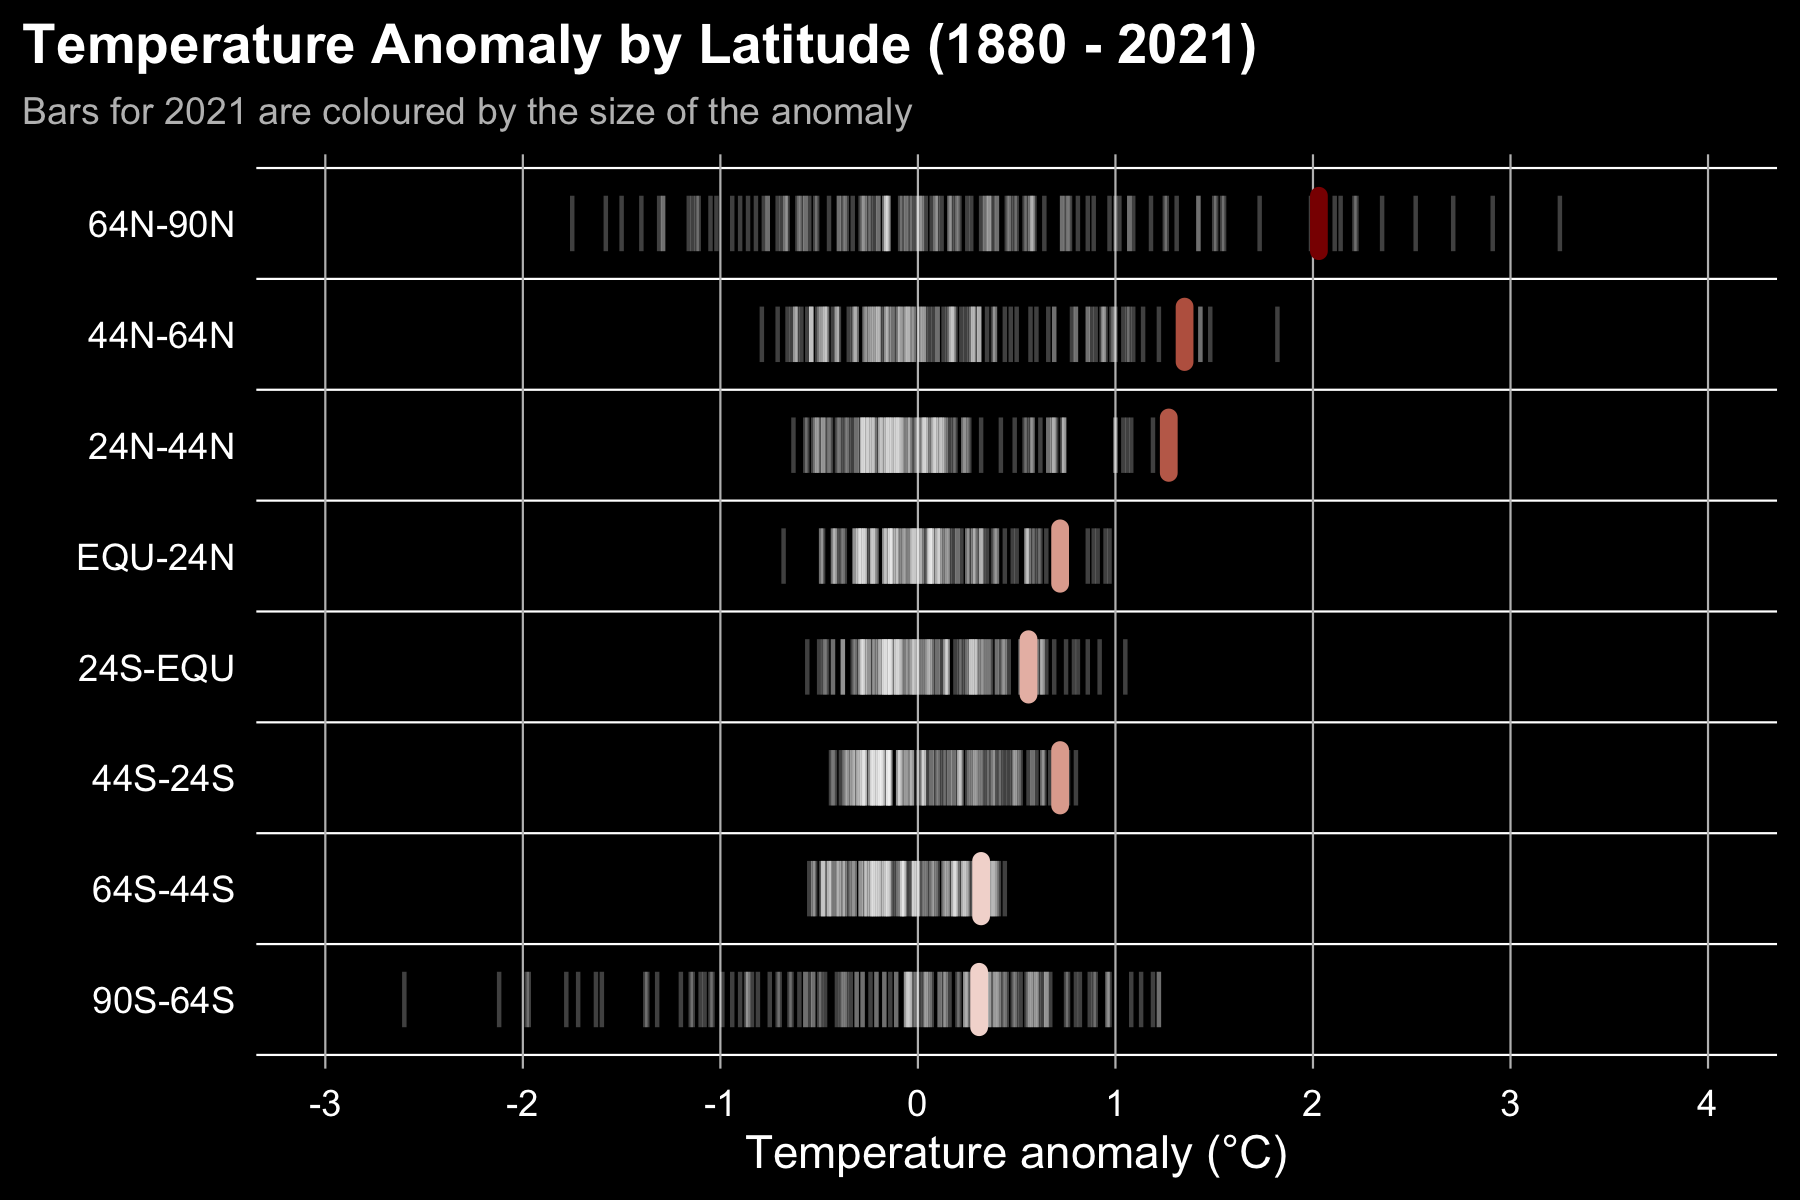 Temperature Anomaly by Latitude (1880 - 2021)
Bars for 2021 are coloured by the size of the anomaly
64N-90N
44N-64N
24N-44N
EQU-24N
24S-EQU
44S-24S
64S-44S
90S-64S
-3 -2 -1 0 1 2 3 4
Temperature anomaly (°C)